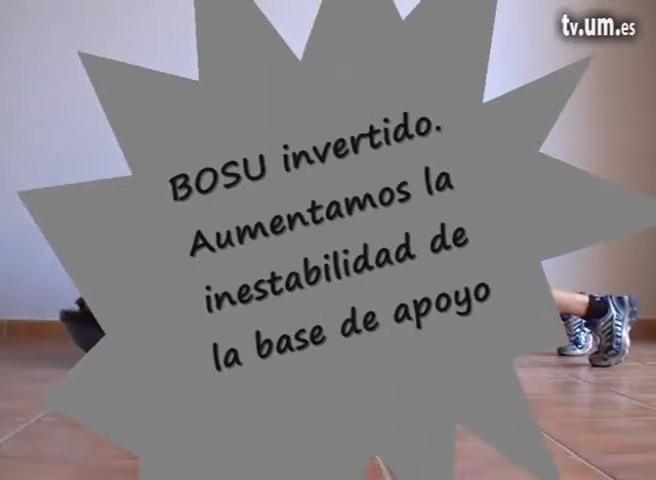 tv.um.es
BOSU invertido.
Aumentamos la
inestabilidad de
la base de apoyo